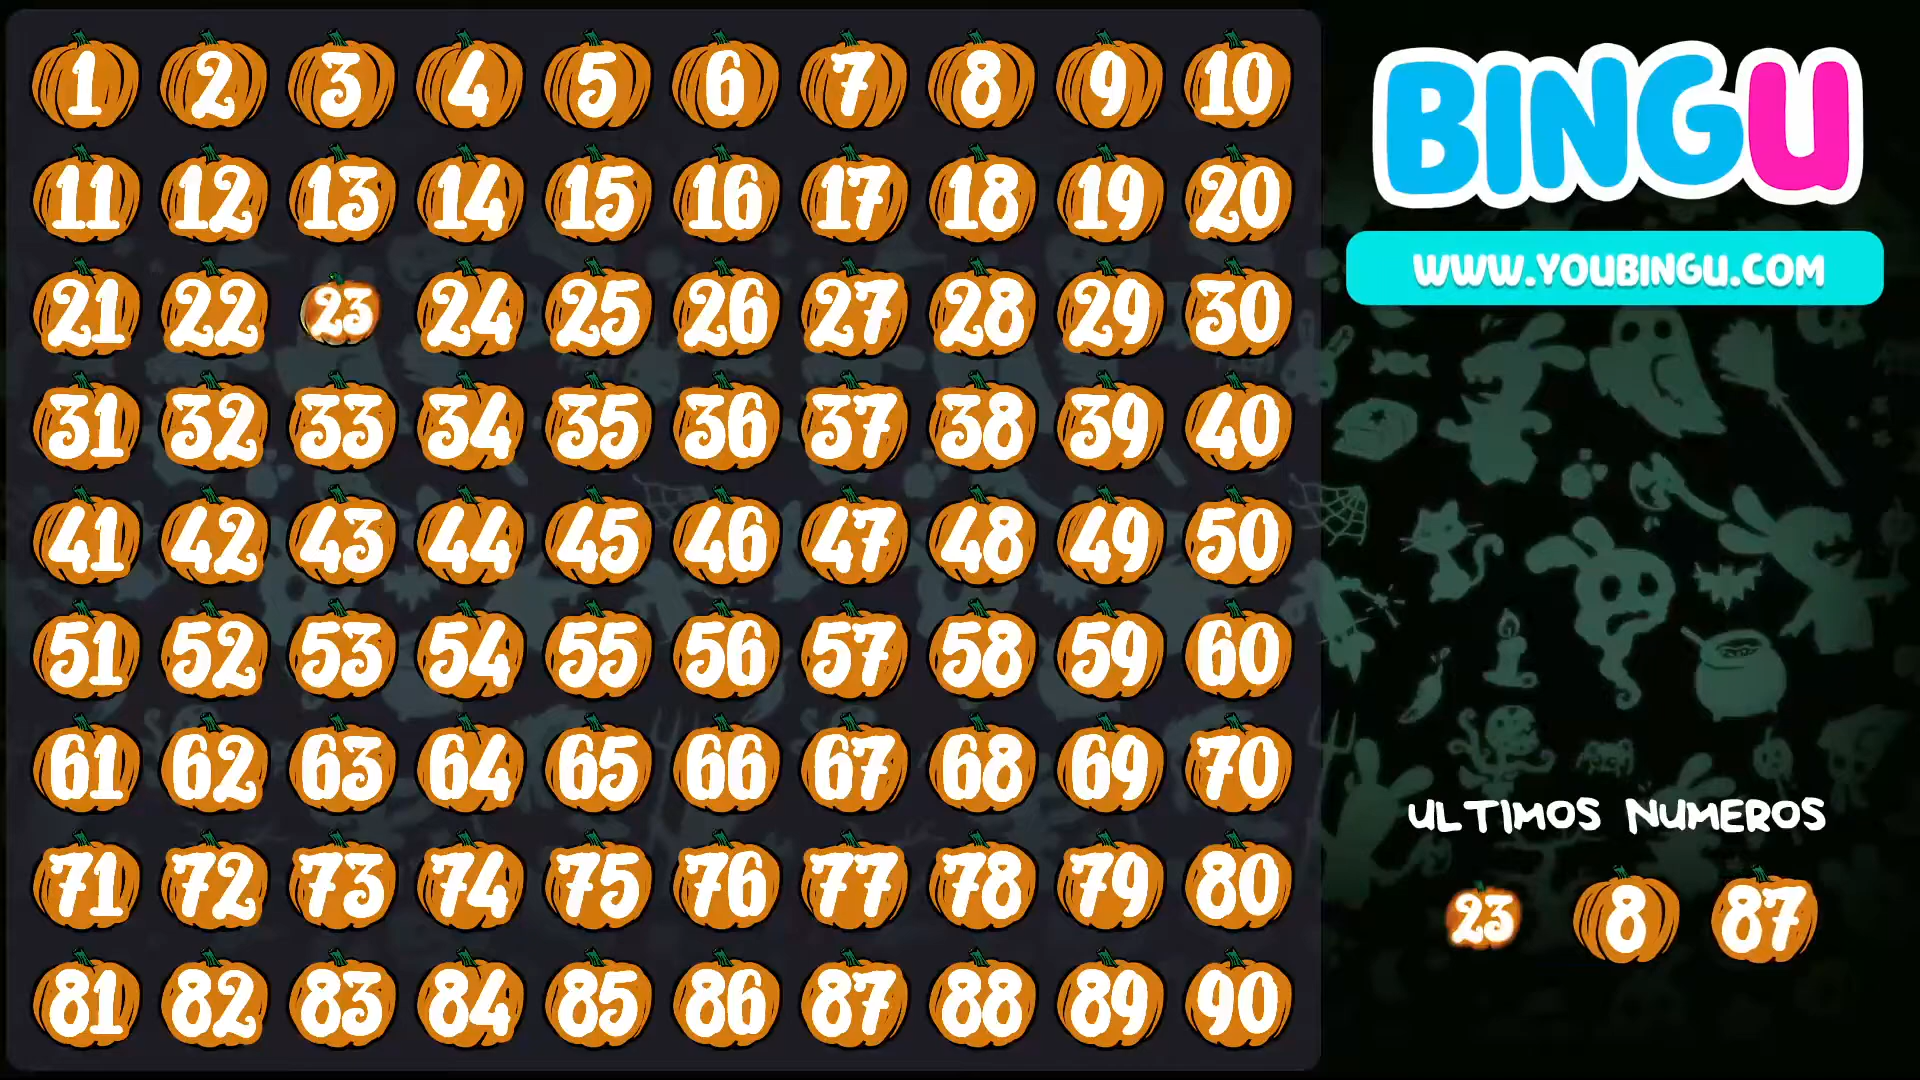 1 2 3 4 5 6 7 8 9 10
11 12 13 14 15 16 17 18 19 20
21 22 23 24 25 26 27 28 29 30
31 32 33 34 35 36 37 38 39 40
41 42 43 44 45 46 47 48 49 50
51 52 53 54 55 56 57 58 59 60
61 62 63 64 65 66 67 68 69 70
71 72 73 74 75 76 77 78 79 80
81 82 83 84 85 86 87 88 89 90
BINGU
WWW.YOUBINGU.COM
ULTIMOS NUMEROS
23 8 87